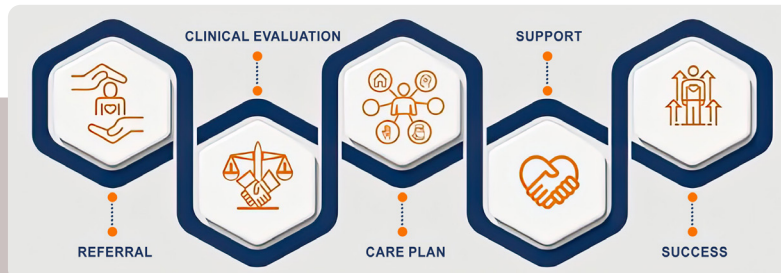 CLINICAL EVALUATION
SUPPORT
REFERRAL
CARE PLAN
SUCCESS